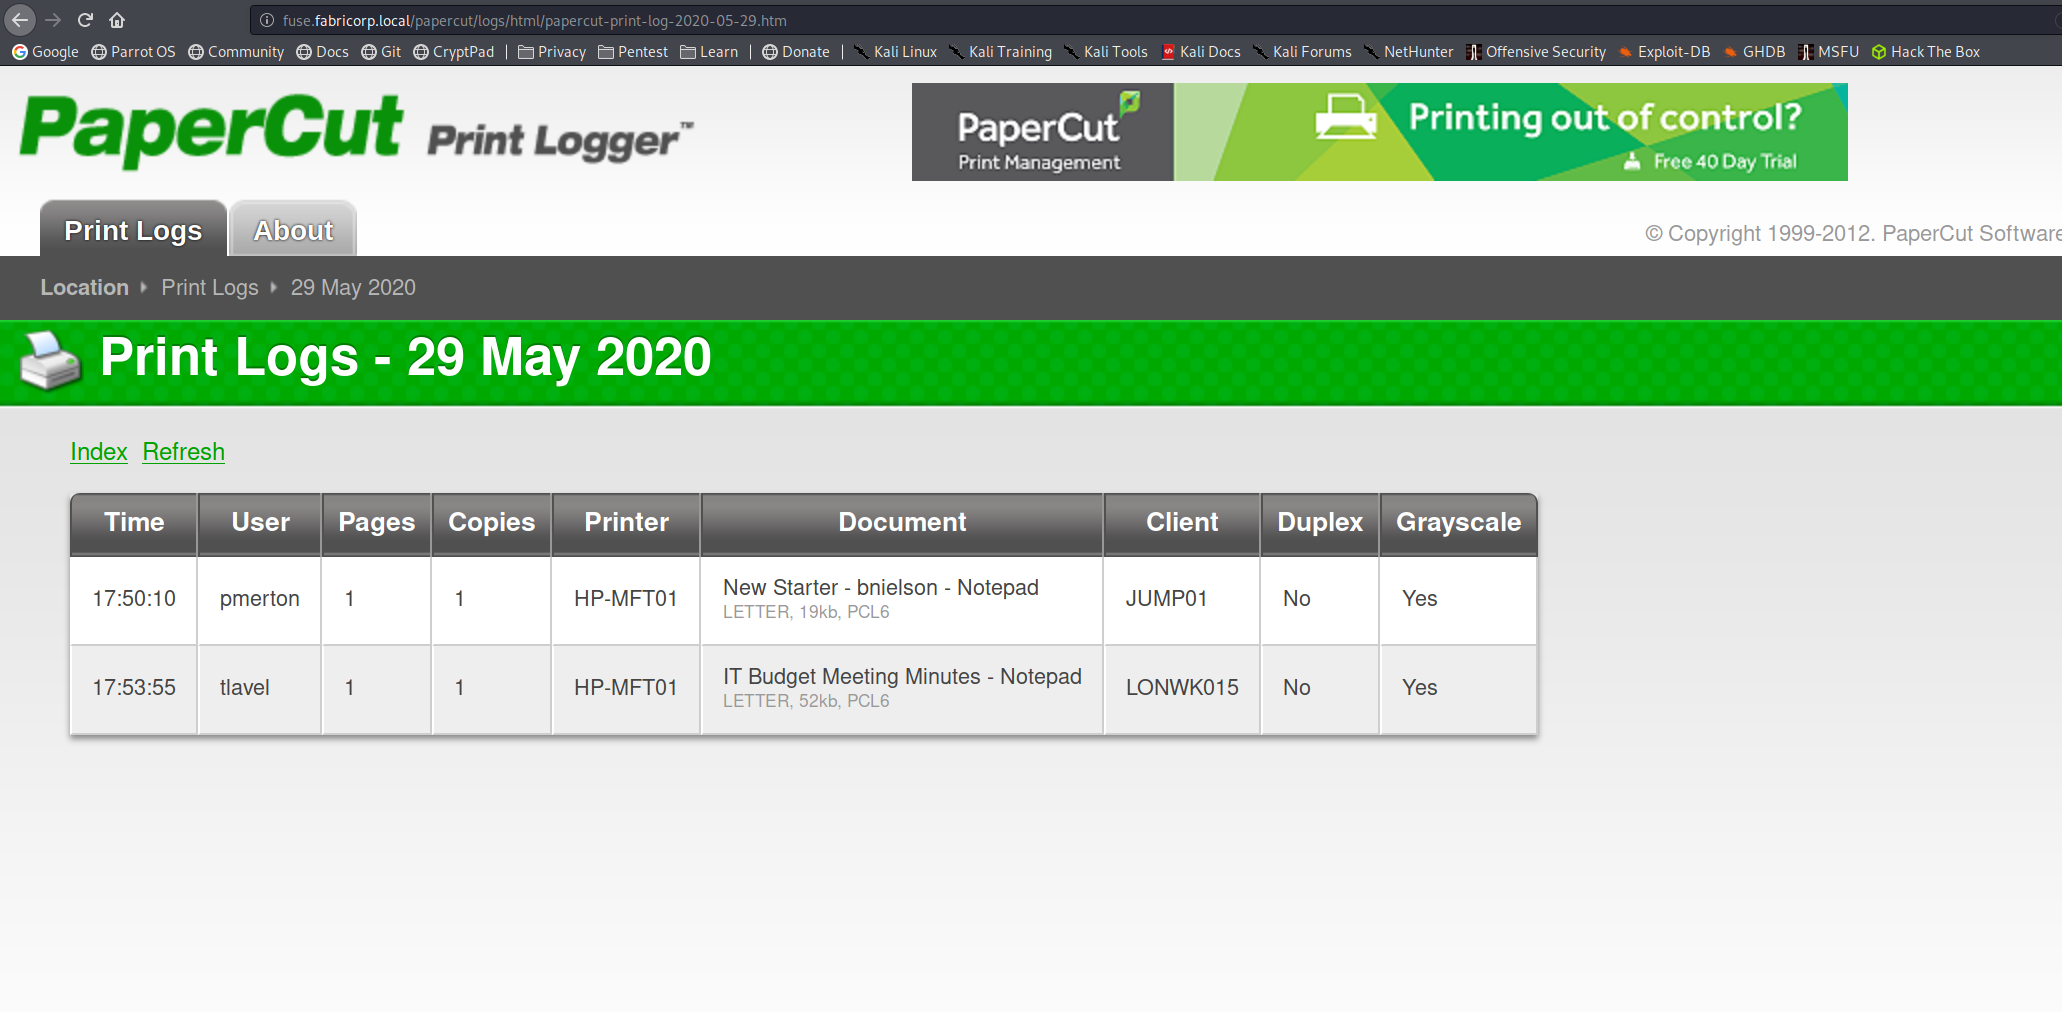 fuse.fabricorp.local/papercut/logs/html/papercut-print-log-2020-05-29.htm
Google Parrot OS Community Docs Git CryptPad Privacy Pentest Learn Donate Kali Linux Kali Training Kali Tools Kali Docs Kali Forums NetHunter Offensive Security Exploit-DB GHDB MSFU Hack The Box
PaperCut Print Logger™
PaperCut
Print Management
Printing out of control?
Free 40 Day Trial
Print Logs About
© Copyright 1999-2012. PaperCut Software
Location Print Logs 29 May 2020
Print Logs - 29 May 2020
Index Refresh
Time User Pages Copies Printer Document Client Duplex Grayscale
17:50:10 pmerton 1 1 HP-MFT01 New Starter - bnielson - Notepad JUMP01 No Yes
LETTER, 19kb, PCL6
17:53:55 tlavel 1 1 HP-MFT01 IT Budget Meeting Minutes - Notepad LONWK015 No Yes
LETTER, 52kb, PCL6